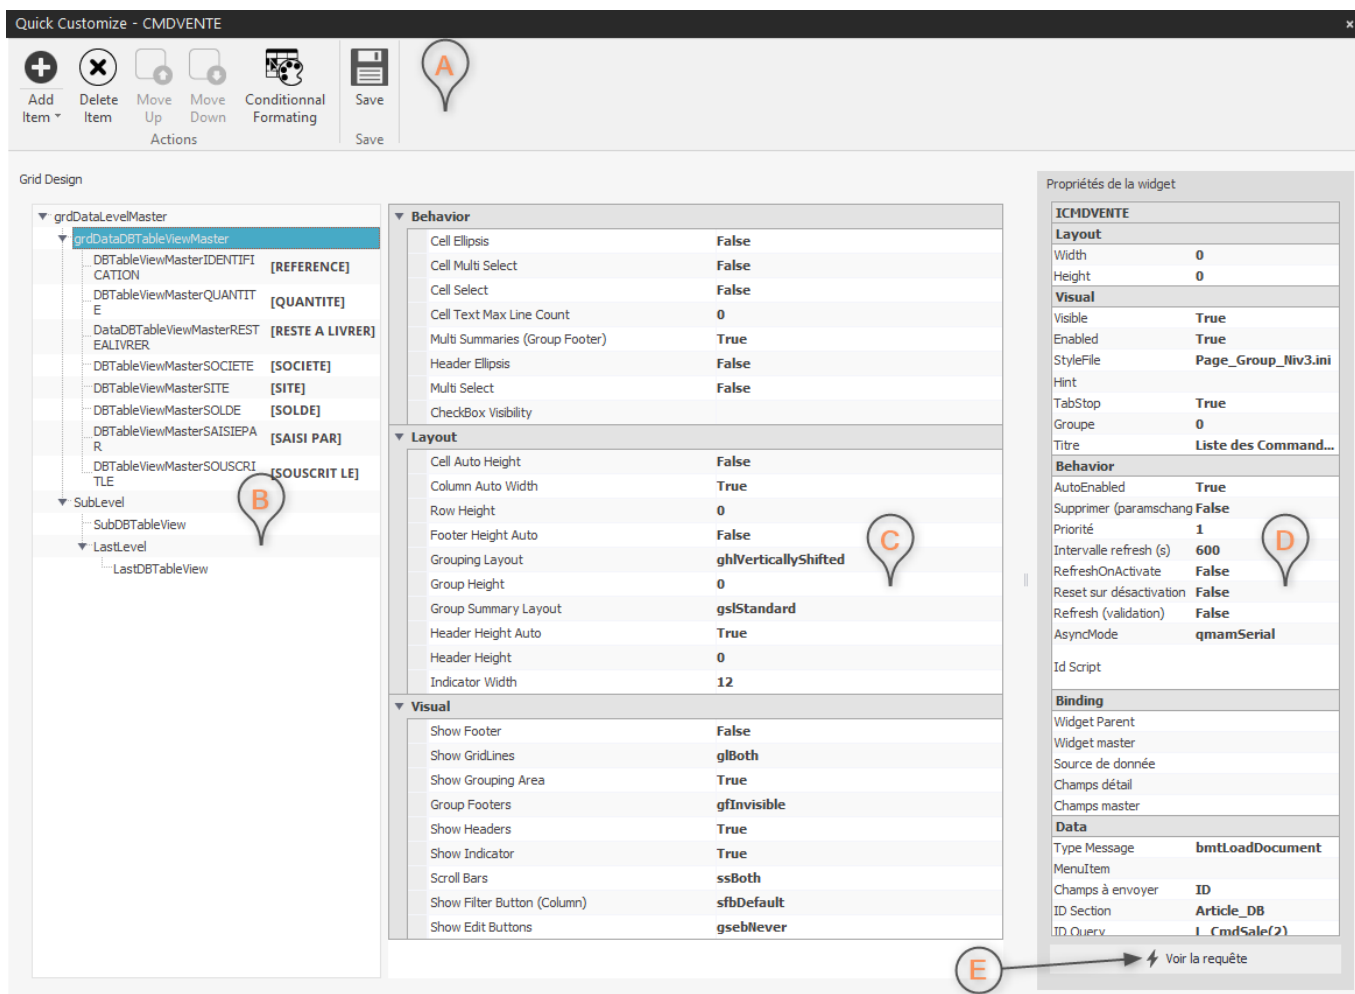 Quick Customize - CMDVENTE
x
Add
Item
Delete
Item
Move
Up
Move
Down
Conditionnal
Formating
Save
Actions
Save
A
Grid Design
grdDataLevelMaster
grdDataDBTableViewMaster
DBTableViewMasterIDENTIFI
CATION
[REFERENCE]
DBTableViewMasterQUANTIT
E
[QUANTITE]
DataDBTableViewMasterREST
EALIVRER
[RESTE A LIVRER]
DBTableViewMasterSOCIETE [SOCIETE]
DBTableViewMasterSITE [SITE]
DBTableViewMasterSOLDE [SOLDE]
DBTableViewMasterSAISIEPA
R
[SAISI PAR]
DBTableViewMasterSOUSCRI
TLE
[SOUSCRIT LE]
B
SubLevel
SubDBTableView
LastLevel
LastDBTableView
Behavior
Cell Ellipsis False
Cell Multi Select False
Cell Select False
Cell Text Max Line Count 0
Multi Summaries (Group Footer) True
Header Ellipsis False
Multi Select False
CheckBox Visibility
Layout
Cell Auto Height False
Column Auto Width True
Row Height 0
Footer Height Auto False
Grouping Layout ghlVerticallyShifted
Group Height 0
Group Summary Layout gslStandard
Header Height Auto True
Header Height 0
Indicator Width 12
C
Visual
Show Footer False
Show GridLines glBoth
Show Grouping Area True
Group Footers gfInvisible
Show Headers True
Show Indicator True
Scroll Bars ssBoth
Show Filter Button (Column) sfbDefault
Show Edit Buttons gsebNever
Propriétés de la widget
ICMDVENTE
Layout
Width 0
Height 0
Visual
Visible True
Enabled True
StyleFile Page_Group_Niv3.ini
Hint
TabStop True
Groupe 0
Titre Liste des Command...
Behavior
AutoEnabled True
Supprimer (paramschang False
Priorité 1
Intervalle refresh (s) 600
RefreshOnActivate False
Reset sur désactivation False
Refresh (validation) False
AsyncMode qmamSerial
Id Script
D
Binding
Widget Parent
Widget master
Source de donnée
Champs détail
Champs master
Data
Type Message bmtLoadDocument
MenuItem
Champs à envoyer ID
ID Section Article_DB
ID Query L_CmdSale(2)
E
Voir la requête